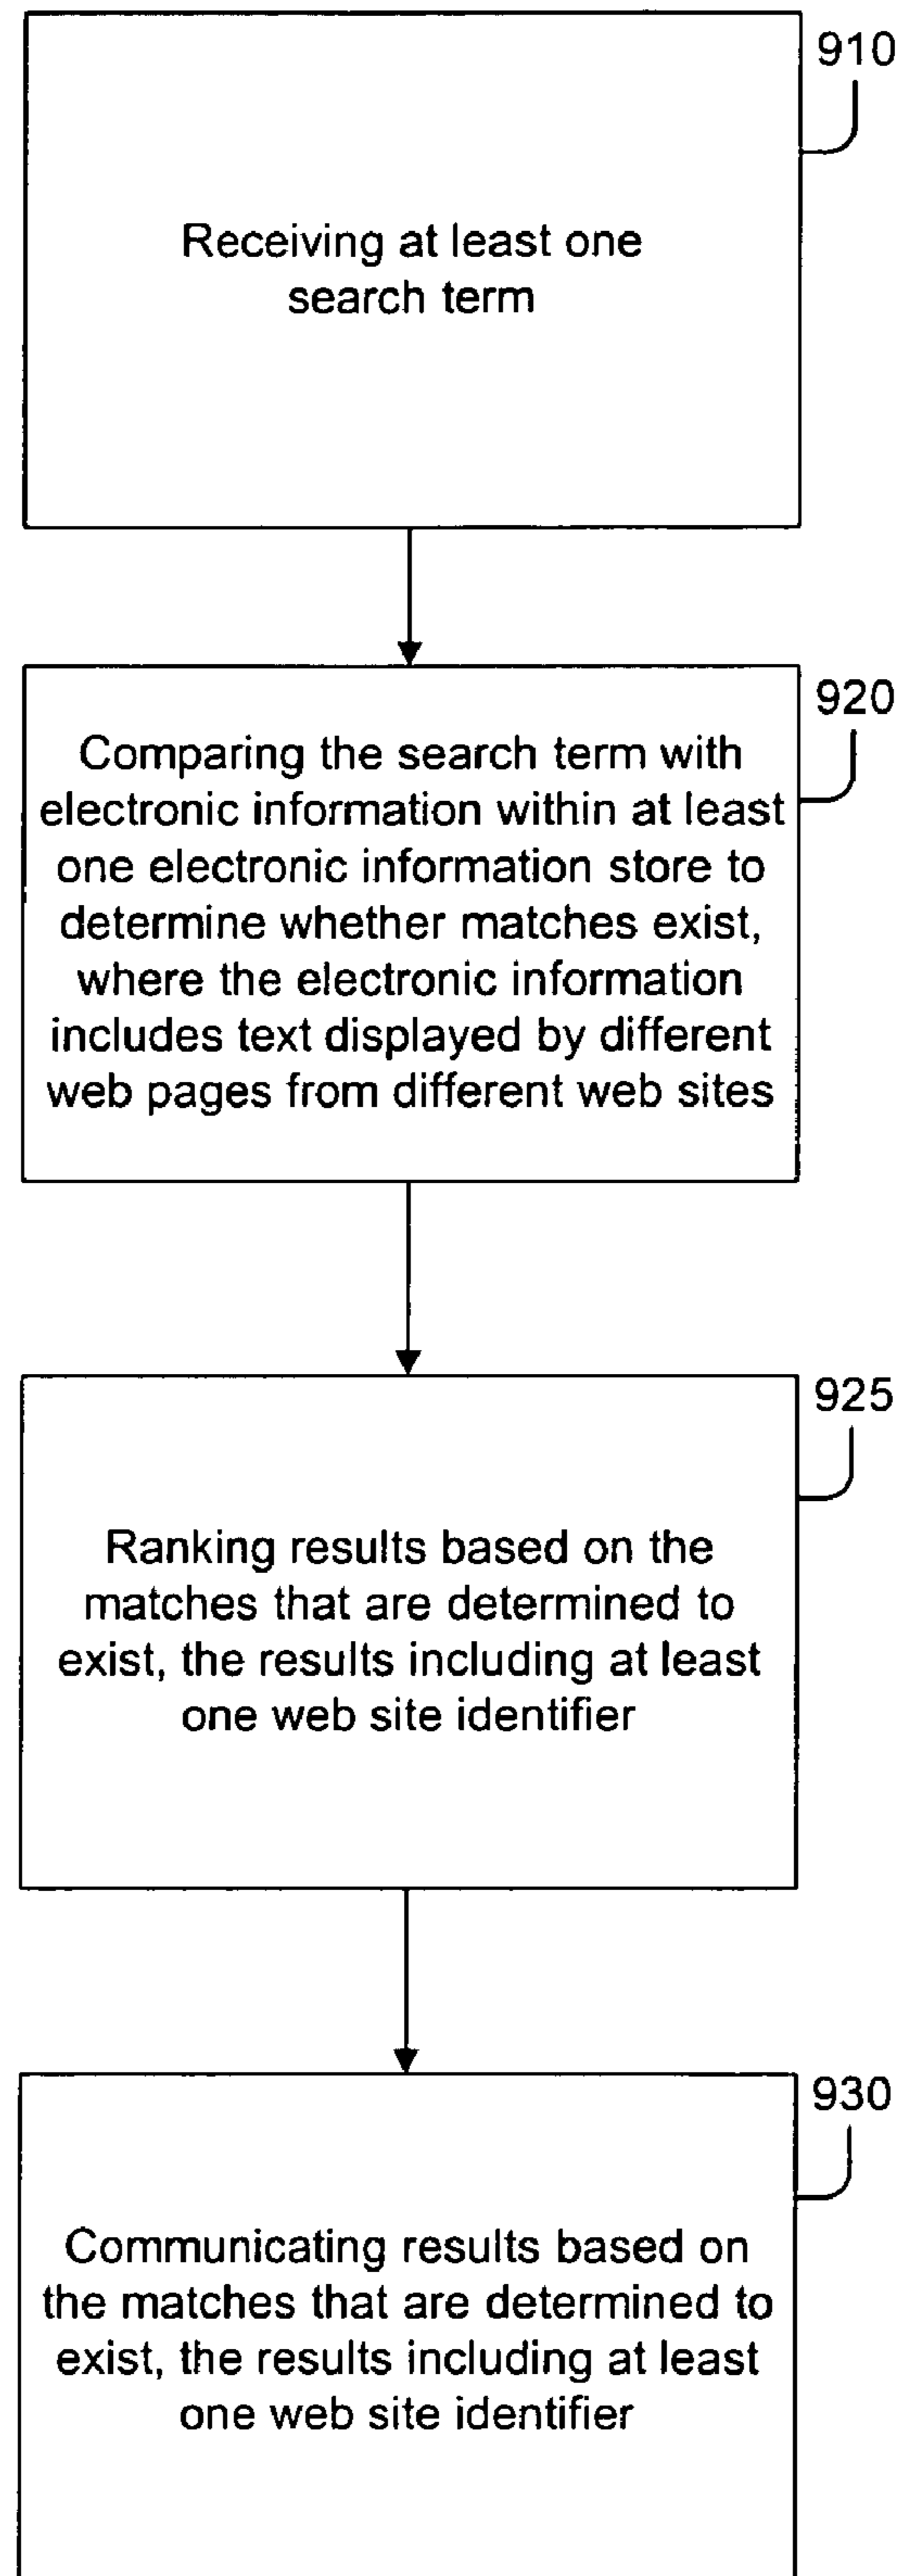 910
Receiving at least one
search term
920
Comparing the search term with
electronic information within at least
one electronic information store to
determine whether matches exist,
where the electronic information
includes text displayed by different
web pages from different web sites
925
Ranking results based on the
matches that are determined to
exist, the results including at least
one web site identifier
930
Communicating results based on
the matches that are determined to
exist, the results including at least
one web site identifier